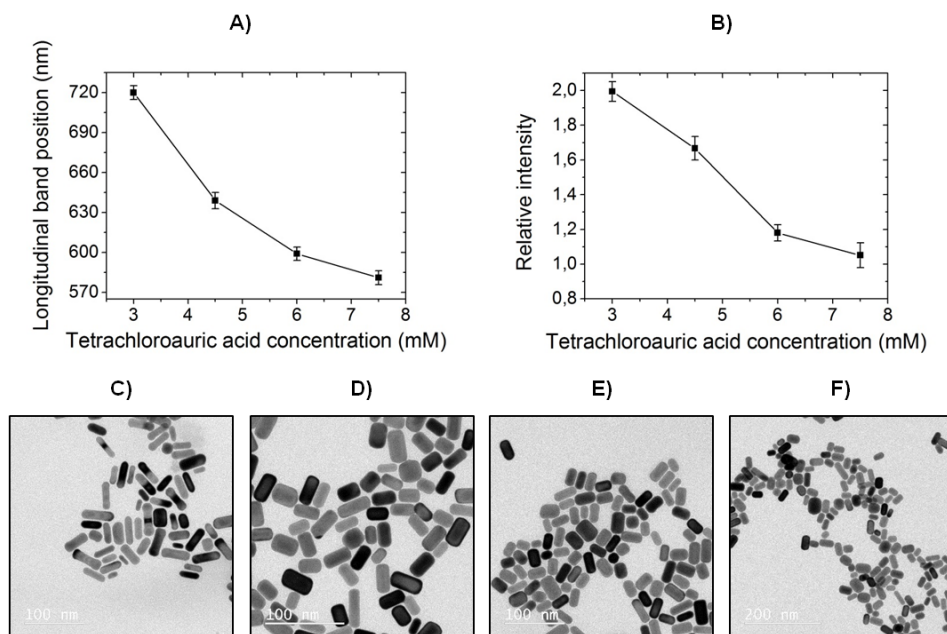 A)
Longitudinal band position (nm)
720
690
660
630
600
570
3 4 5 6 7 8
Tetrachloroauric acid concentration (mM)
B)
Relative intensity
2,0
1,8
1,6
1,4
1,2
1,0
0,8
3 4 5 6 7 8
Tetrachloroauric acid concentration (mM)
C)
100 nm
D)
100 nm
E)
100 nm
F)
200 nm